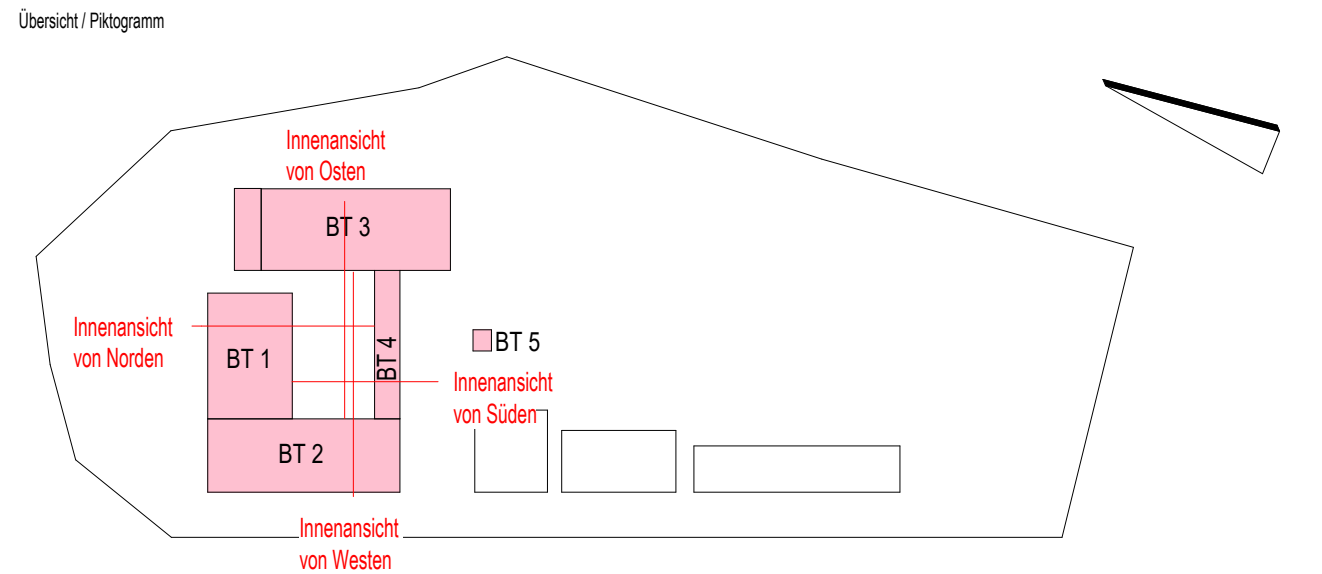 Übersicht / Piktogramm
Innenansicht
von Osten
BT 3
Innenansicht
von Norden
BT 1
BT 4
BT 5
Innenansicht
von Süden
BT 2
Innenansicht
von Westen